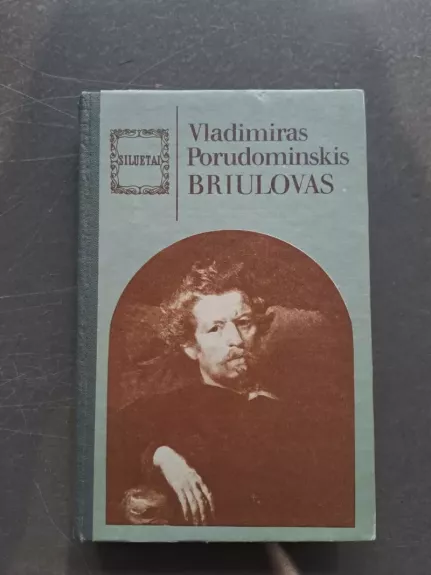 SILUETAI
Vladimiras
Porudominskis
BRIULOVAS